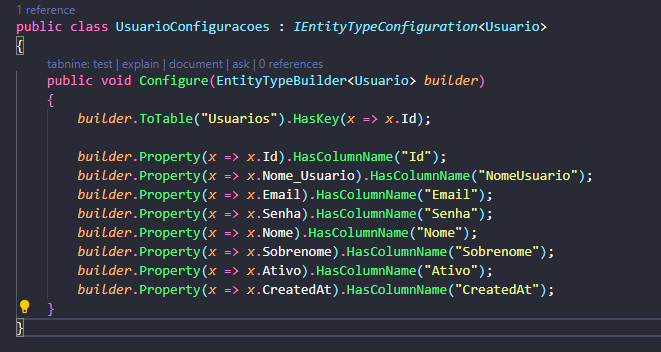 1 reference
public class UsuarioConfiguracoes : IEntityTypeConfiguration<Usuario>
{
tabnine: test | explain | document | ask | 0 references
public void Configure(EntityTypeBuilder<Usuario> builder)
{
builder.ToTable("Usuarios").HasKey(x => x.Id);
builder.Property(x => x.Id).HasColumnName("Id");
builder.Property(x => x.Nome_Usuario).HasColumnName("NomeUsuario");
builder.Property(x => x.Email).HasColumnName("Email");
builder.Property(x => x.Senha).HasColumnName("Senha");
builder.Property(x => x.Nome).HasColumnName("Nome");
builder.Property(x => x.Sobrenome).HasColumnName("Sobrenome");
builder.Property(x => x.Ativo).HasColumnName("Ativo");
builder.Property(x => x.CreatedAt).HasColumnName("CreatedAt");
}
}